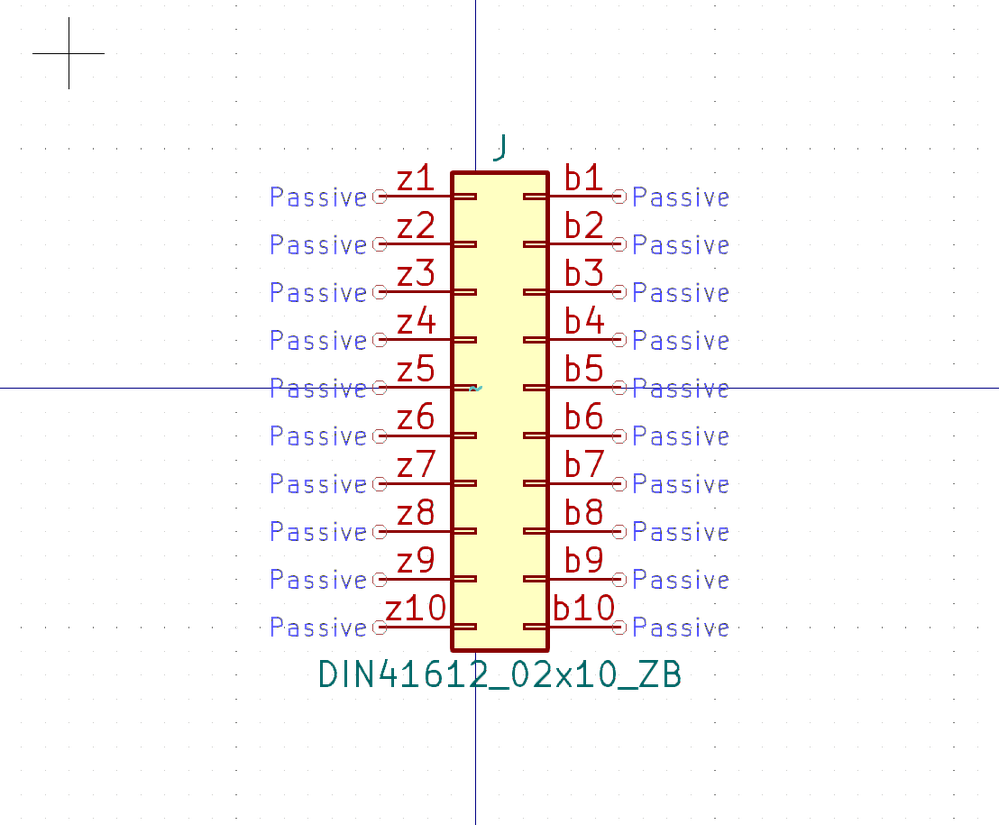 J
Passive z1 b1 Passive
Passive z2 b2 Passive
Passive z3 b3 Passive
Passive z4 b4 Passive
Passive z5 b5 Passive
Passive z6 b6 Passive
Passive z7 b7 Passive
Passive z8 b8 Passive
Passive z9 b9 Passive
Passive z10 b10 Passive
DIN41612_02x10_ZB